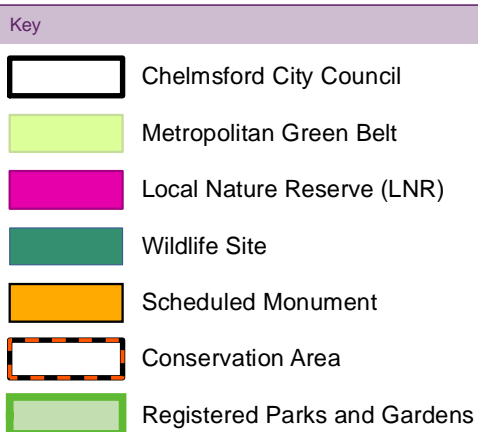 Key
Chelmsford City Council
Metropolitan Green Belt
Local Nature Reserve (LNR)
Wildlife Site
Scheduled Monument
Conservation Area
Registered Parks and Gardens